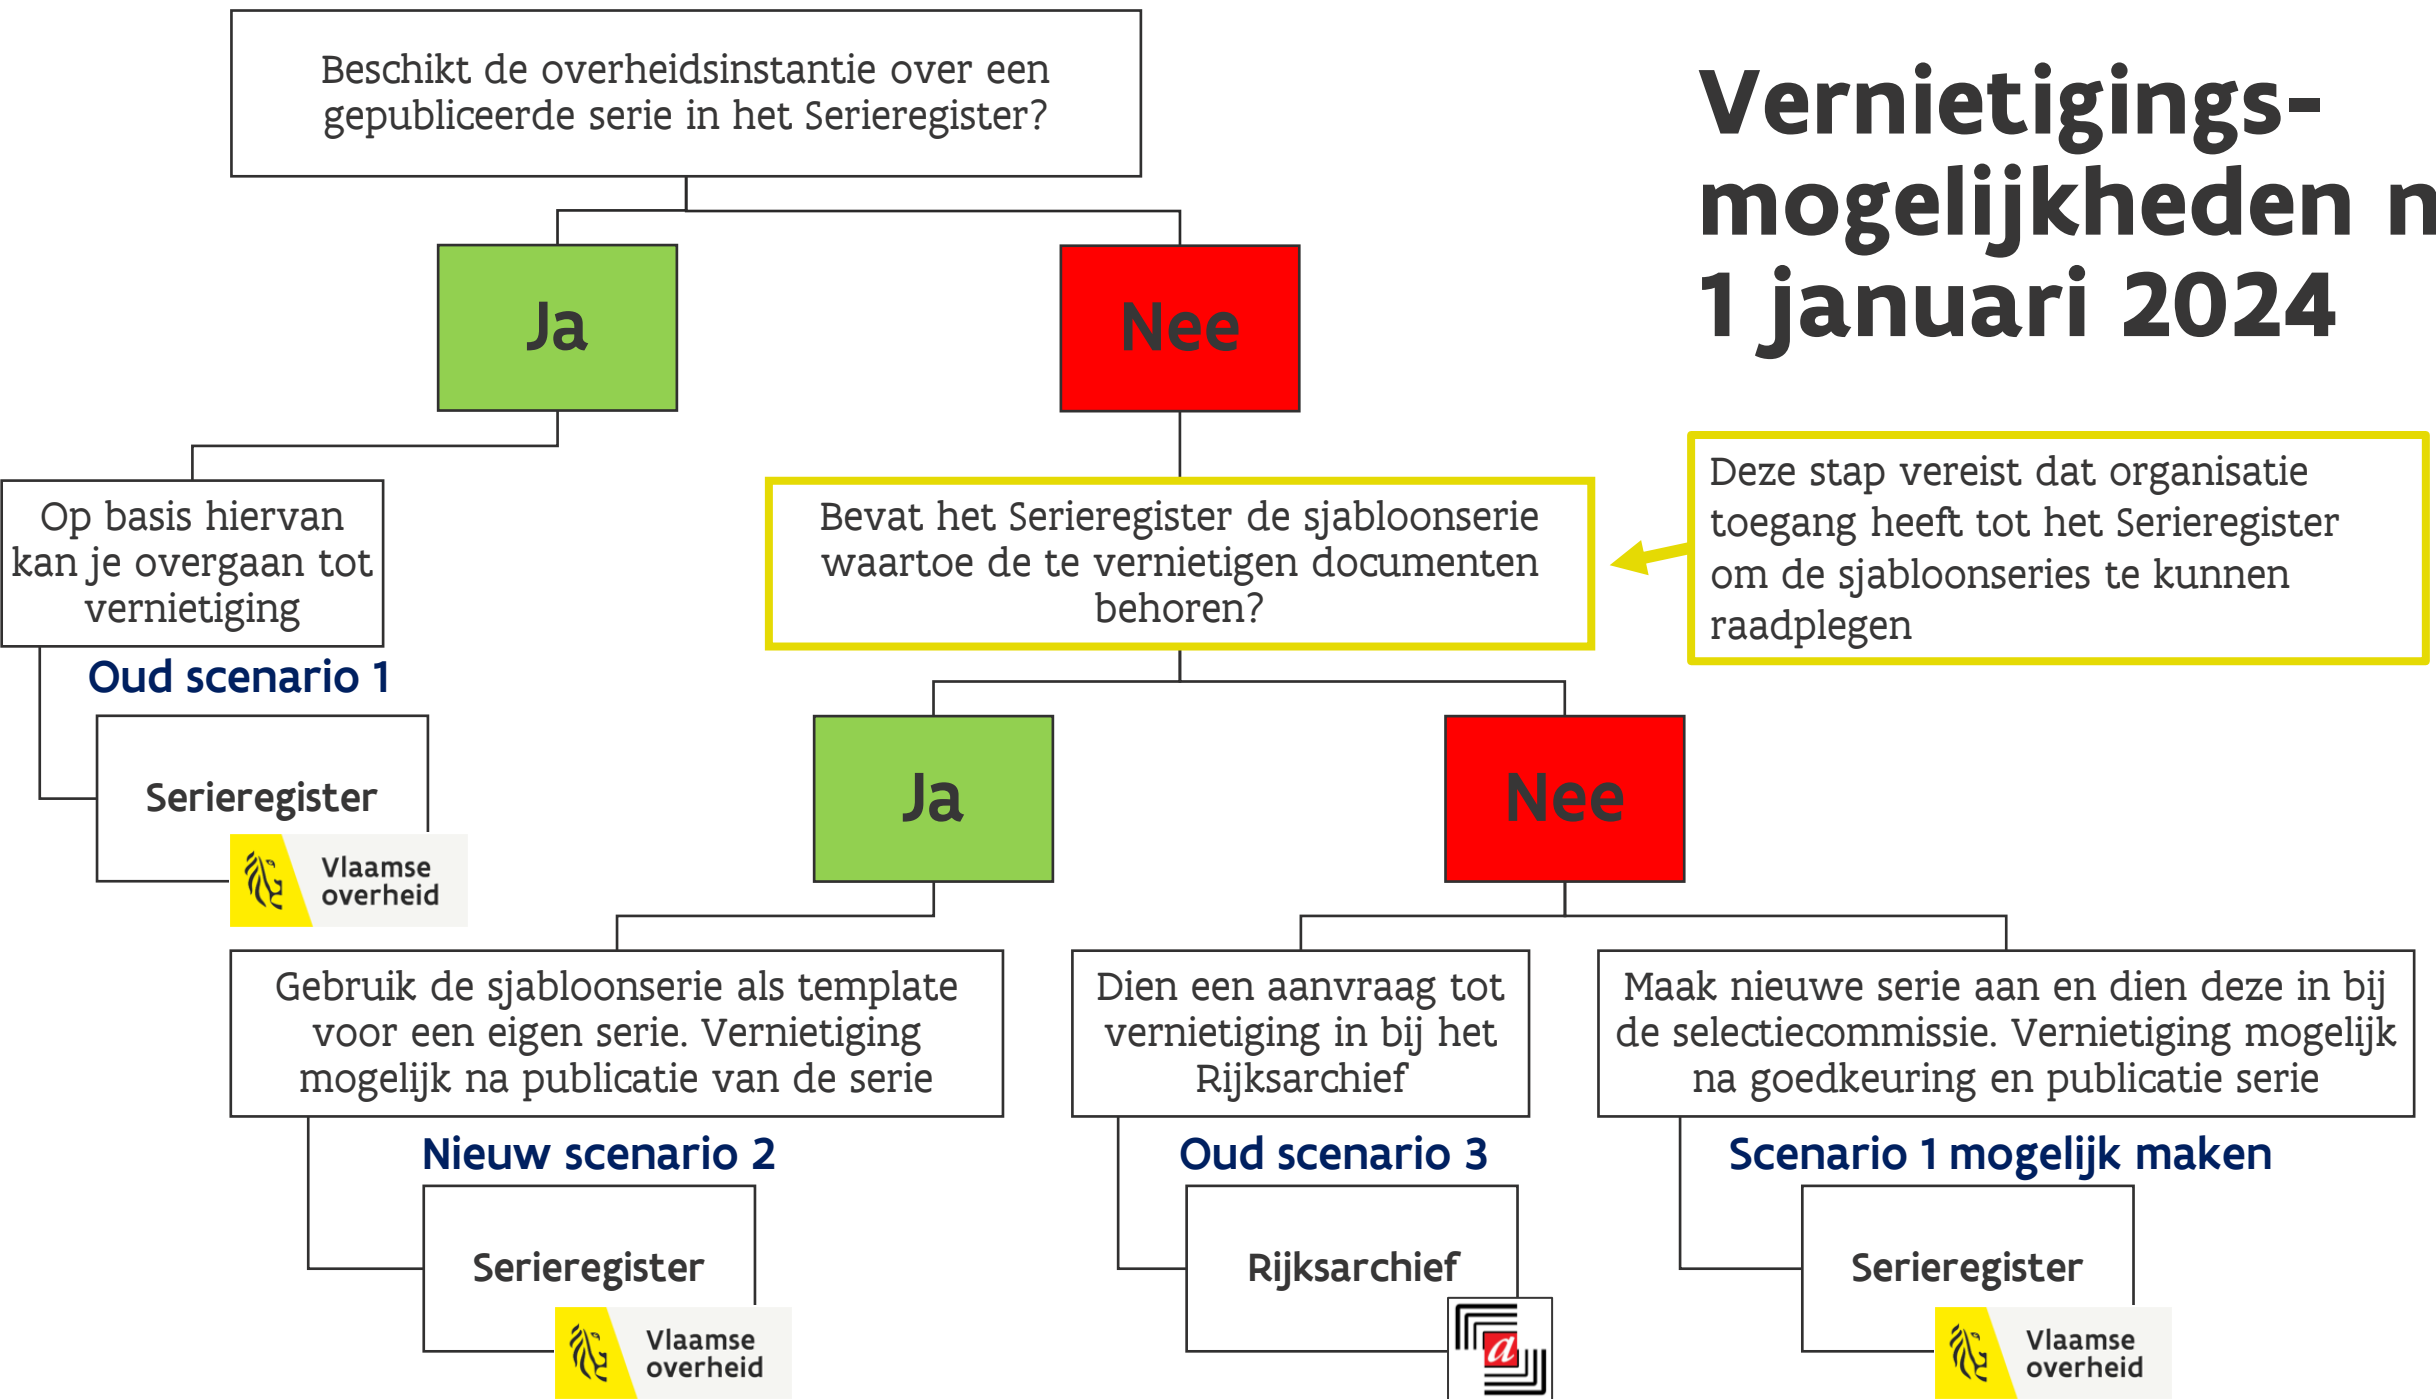 Beschikt de overheidsinstantie over een
gepubliceerde serie in het Serieregister?
Vernietigings-
mogelijkheden n
1 januari 2024
Ja
Nee
Op basis hiervan
kan je overgaan tot
vernietiging
Bevat het Serieregister de sjabloonserie
waartoe de te vernietigen documenten
behoren?
Deze stap vereist dat organisatie
toegang heeft tot het Serieregister
om de sjabloonseries te kunnen
raadplegen
Oud scenario 1
Serieregister
Vlaamse
overheid
Ja
Nee
Gebruik de sjabloonserie als template
voor een eigen serie. Vernietiging
mogelijk na publicatie van de serie
Dien een aanvraag tot
vernietiging in bij het
Rijksarchief
Maak nieuwe serie aan en dien deze in bij
de selectiecommissie. Vernietiging mogelijk
na goedkeuring en publicatie serie
Nieuw scenario 2
Oud scenario 3
Scenario 1 mogelijk maken
Serieregister
Vlaamse
overheid
Rijksarchief
a
Serieregister
Vlaamse
overheid